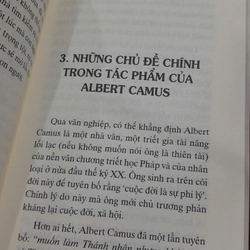 3. NHỮNG CHỦ ĐỀ CHÍNH
TRONG TÁC PHẨM CỦA
ALBERT CAMUS
Qua văn nghiệp, có thể khẳng định Albert
Camus là một nhà văn, một triết gia tài năng
lỗi lạc (nếu không muốn nói ông là thiên tài)
của nền văn chương triết học Pháp và của nhân
loại ở nửa đầu thế kỷ XX. Ông sinh ra trên cõi
đời này để tuyên bố rằng ‘cuộc đời là sự phi lý’.
Chính lý do này mà ông mới chủ trương phản
kháng lại cuộc đời, xã hội.
Hơn ai hết, Albert Camus đã một lần tuyên
bố: “muốn làm Thánh nhân